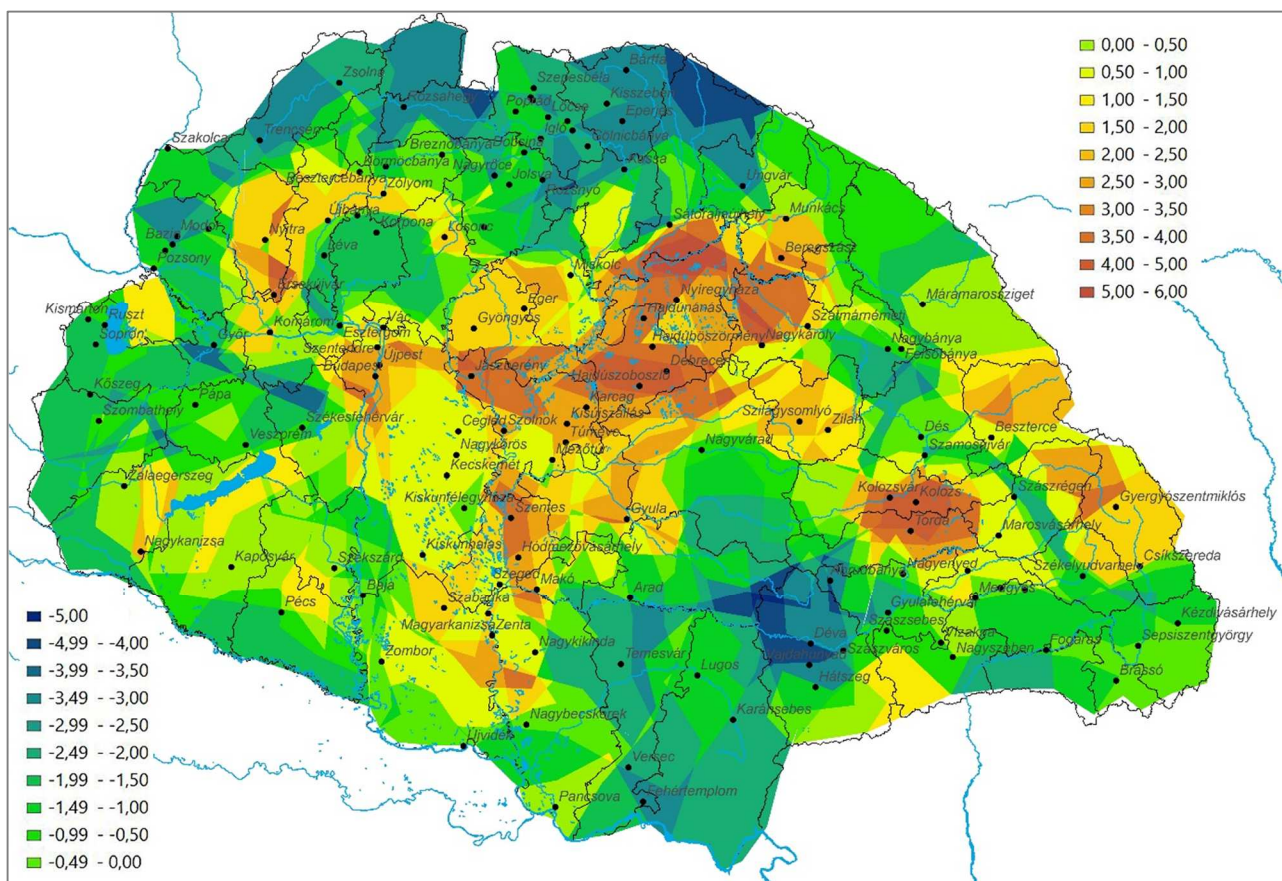 0,00 - 0,50
0,50 - 1,00
1,00 - 1,50
1,50 - 2,00
2,00 - 2,50
2,50 - 3,00
3,00 - 3,50
3,50 - 4,00
4,00 - 5,00
5,00 - 6,00
Bártfa
Zsolna
Szepesbéla
Kisszeben
Rózsahegy
Poprád
Lőcse
Eperjes
Igló
Trencsén
Szakolca
Gölnicbánya
Dobsina
Breznóbánya
Kassa
Körmöcbánya
Nagyrőce
Besztercebánya
Jolsva
Rozsnyó
Ungvár
Zólyom
Újbánya
Korpona
Losonc
Sátoraljaújhely
Munkács
Modor
Bazin
Nyitra
Léva
Beregszász
Pozsony
Miskolc
Érsekújvár
Nyíregyháza
Máramarossziget
Kismarton
Ruszt
Eger
Hajdúnánás
Szatmárnémeti
Sopron
Győr
Komárom
Vác
Gyöngyös
Esztergom
Hajdúböszörmény
Nagykároly
Szentendre
Újpest
Nagybánya
Felsőbánya
Budapest
Jászberény
Debrecen
Hajdúszoboszló
Kőszeg
Pápa
Karcag
Szombathely
Székesfehérvár
Kisújszállás
Szilágysomlyó
Zilah
Cegléd
Szolnok
Túrkeve
Dés
Beszterce
Veszprém
Nagykőrös
Mezőtúr
Nagyvárad
Szamosújvár
Kecskemét
Zalaegerszeg
Kolozsvár
Kolozs
Szászrégen
Kiskunfélegyháza
Gyergyószentmiklós
Szentes
Gyula
Torda
Marosvásárhely
Nagykanizsa
Kaposvár
Szekszárd
Kiskunhalas
Hódmezővásárhely
Csíkszereda
Nagyenyed
Székelyudvarhely
Szeged
Makó
Arad
Baja
Medgyes
Pécs
Szabadka
Gyulafehérvár
Kézdivásárhely
Magyarkanizsa
Zenta
Szászsebes
Déva
Vízakna
Sepsiszentgyörgy
Zombor
Nagykikinda
Temesvár
Lugos
Vajdahunyad
Szászváros
Nagyszeben
Fogaras
Hátszeg
Brassó
Nagybecskerek
Karánsebes
Újvidék
Versec
Pancsova
Fehértemplom
-5,00
-4,99 - -4,00
-3,99 - -3,50
-3,49 - -3,00
-2,99 - -2,50
-2,49 - -2,00
-1,99 - -1,50
-1,49 - -1,00
-0,99 - -0,50
-0,49 - 0,00